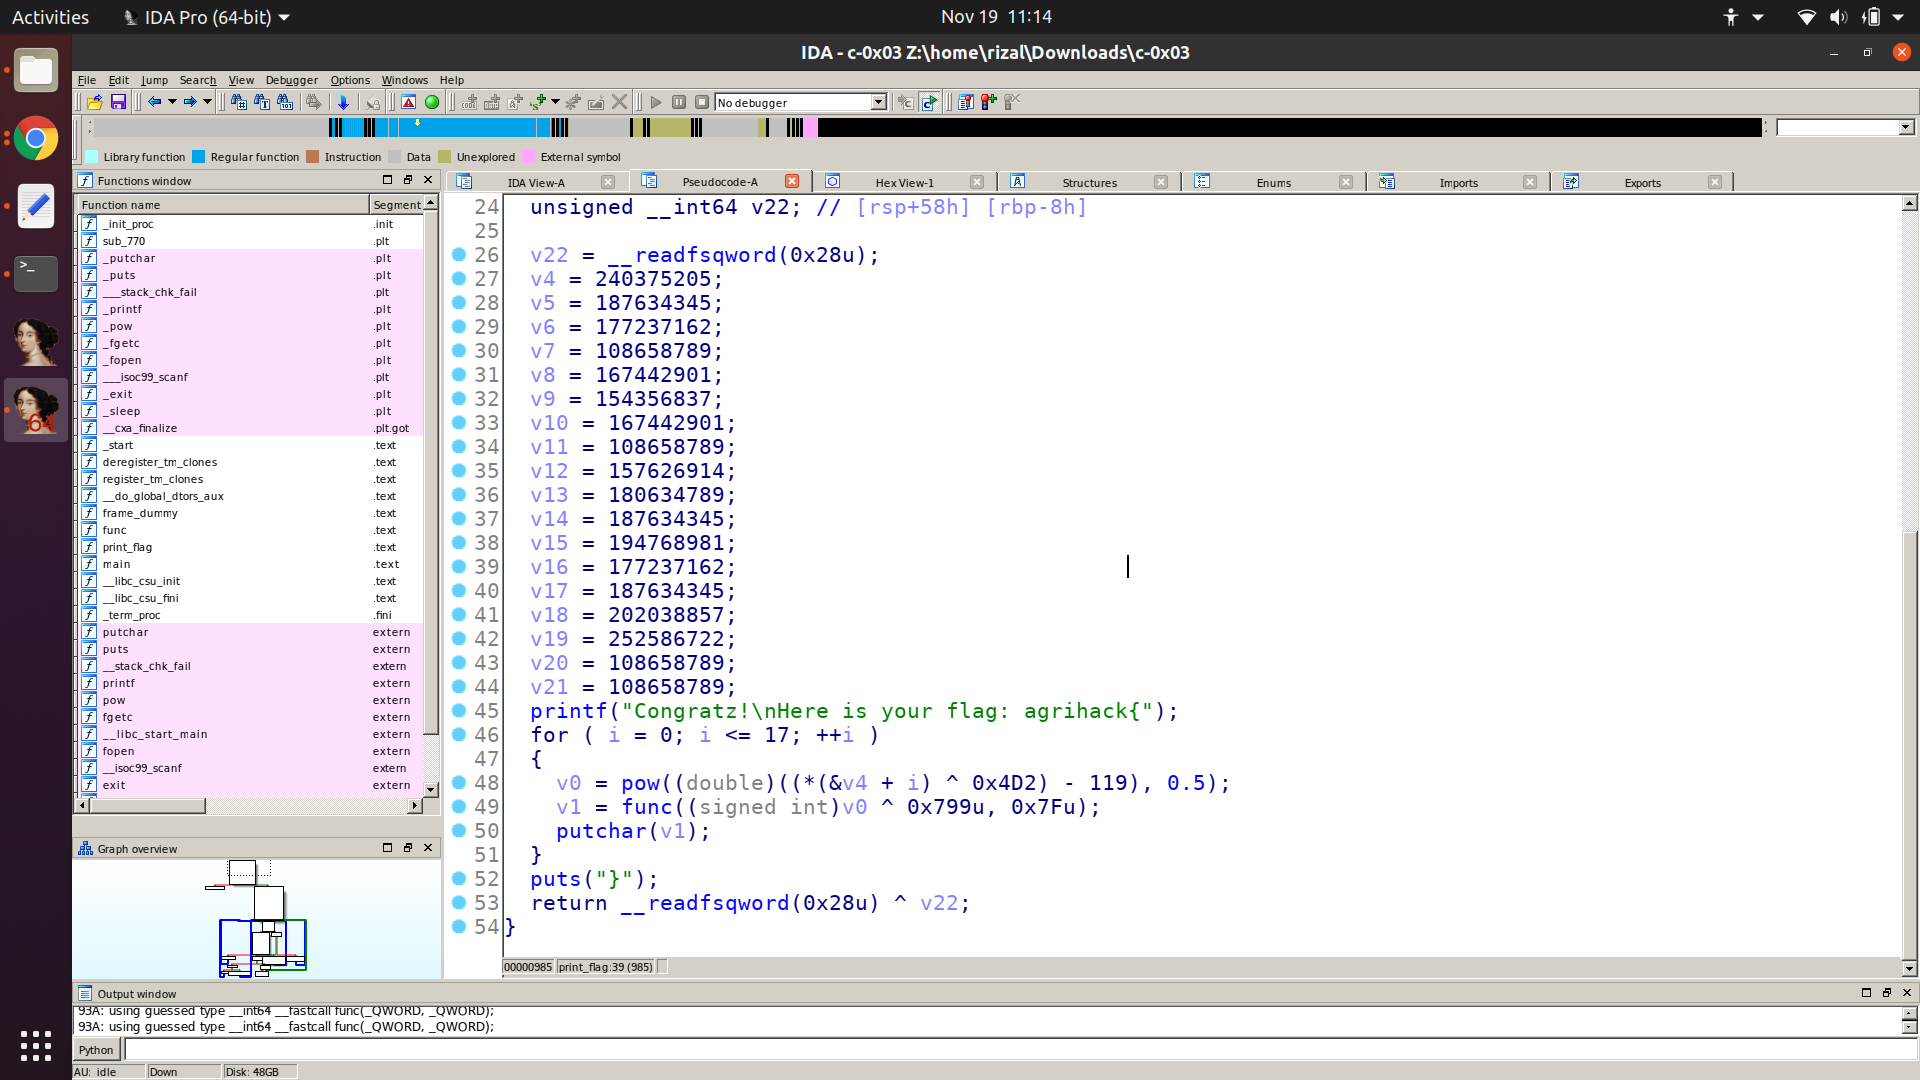 Activities
IDA Pro (64-bit)
Nov 19 11:14
IDA - c-0x03 Z:\home\rizal\Downloads\c-0x03
File Edit Jump Search View Debugger Options Windows Help
No debugger
Library function Regular function Instruction Data Unexplored External symbol
Functions window
IDA View-A
Pseudocode-A
Hex View-1
Structures
Enums
Imports
Exports
Function name Segment
_init_proc .init
sub_770 .plt
_putchar .plt
_puts .plt
___stack_chk_fail .plt
_printf .plt
_pow .plt
_fgetc .plt
_fopen .plt
___isoc99_scanf .plt
_exit .plt
_sleep .plt
__cxa_finalize .plt.got
_start .text
deregister_tm_clones .text
register_tm_clones .text
__do_global_dtors_aux .text
frame_dummy .text
func .text
print_flag .text
main .text
__libc_csu_init .text
__libc_csu_fini .text
_term_proc .fini
putchar extern
puts extern
__stack_chk_fail extern
printf extern
pow extern
fgetc extern
__libc_start_main extern
fopen extern
__isoc99_scanf extern
exit extern
24 unsigned __int64 v22; // [rsp+58h] [rbp-8h]
25
26 v22 = __readfsqword(0x28u);
27 v4 = 240375205;
28 v5 = 187634345;
29 v6 = 177237162;
30 v7 = 108658789;
31 v8 = 167442901;
32 v9 = 154356837;
33 v10 = 167442901;
34 v11 = 108658789;
35 v12 = 157626914;
36 v13 = 180634789;
37 v14 = 187634345;
38 v15 = 194768981;
39 v16 = 177237162;
40 v17 = 187634345;
41 v18 = 202038857;
42 v19 = 252586722;
43 v20 = 108658789;
44 v21 = 108658789;
45 printf("Congratz!\nHere is your flag: agrihack{");
46 for ( i = 0; i <= 17; ++i )
47 {
48 v0 = pow((double)((*(&v4 + i) ^ 0x4D2) - 119), 0.5);
49 v1 = func((signed int)v0 ^ 0x799u, 0x7Fu);
50 putchar(v1);
51 }
52 puts("}");
53 return __readfsqword(0x28u) ^ v22;
54 }
00000985 print_flag:39 (985)
Graph overview
Output window
93A: using guessed type __int64 __fastcall func(_QWORD, _QWORD);
93A: using guessed type __int64 __fastcall func(_QWORD, _QWORD);
Python
AU: idle Down Disk: 48GB
64